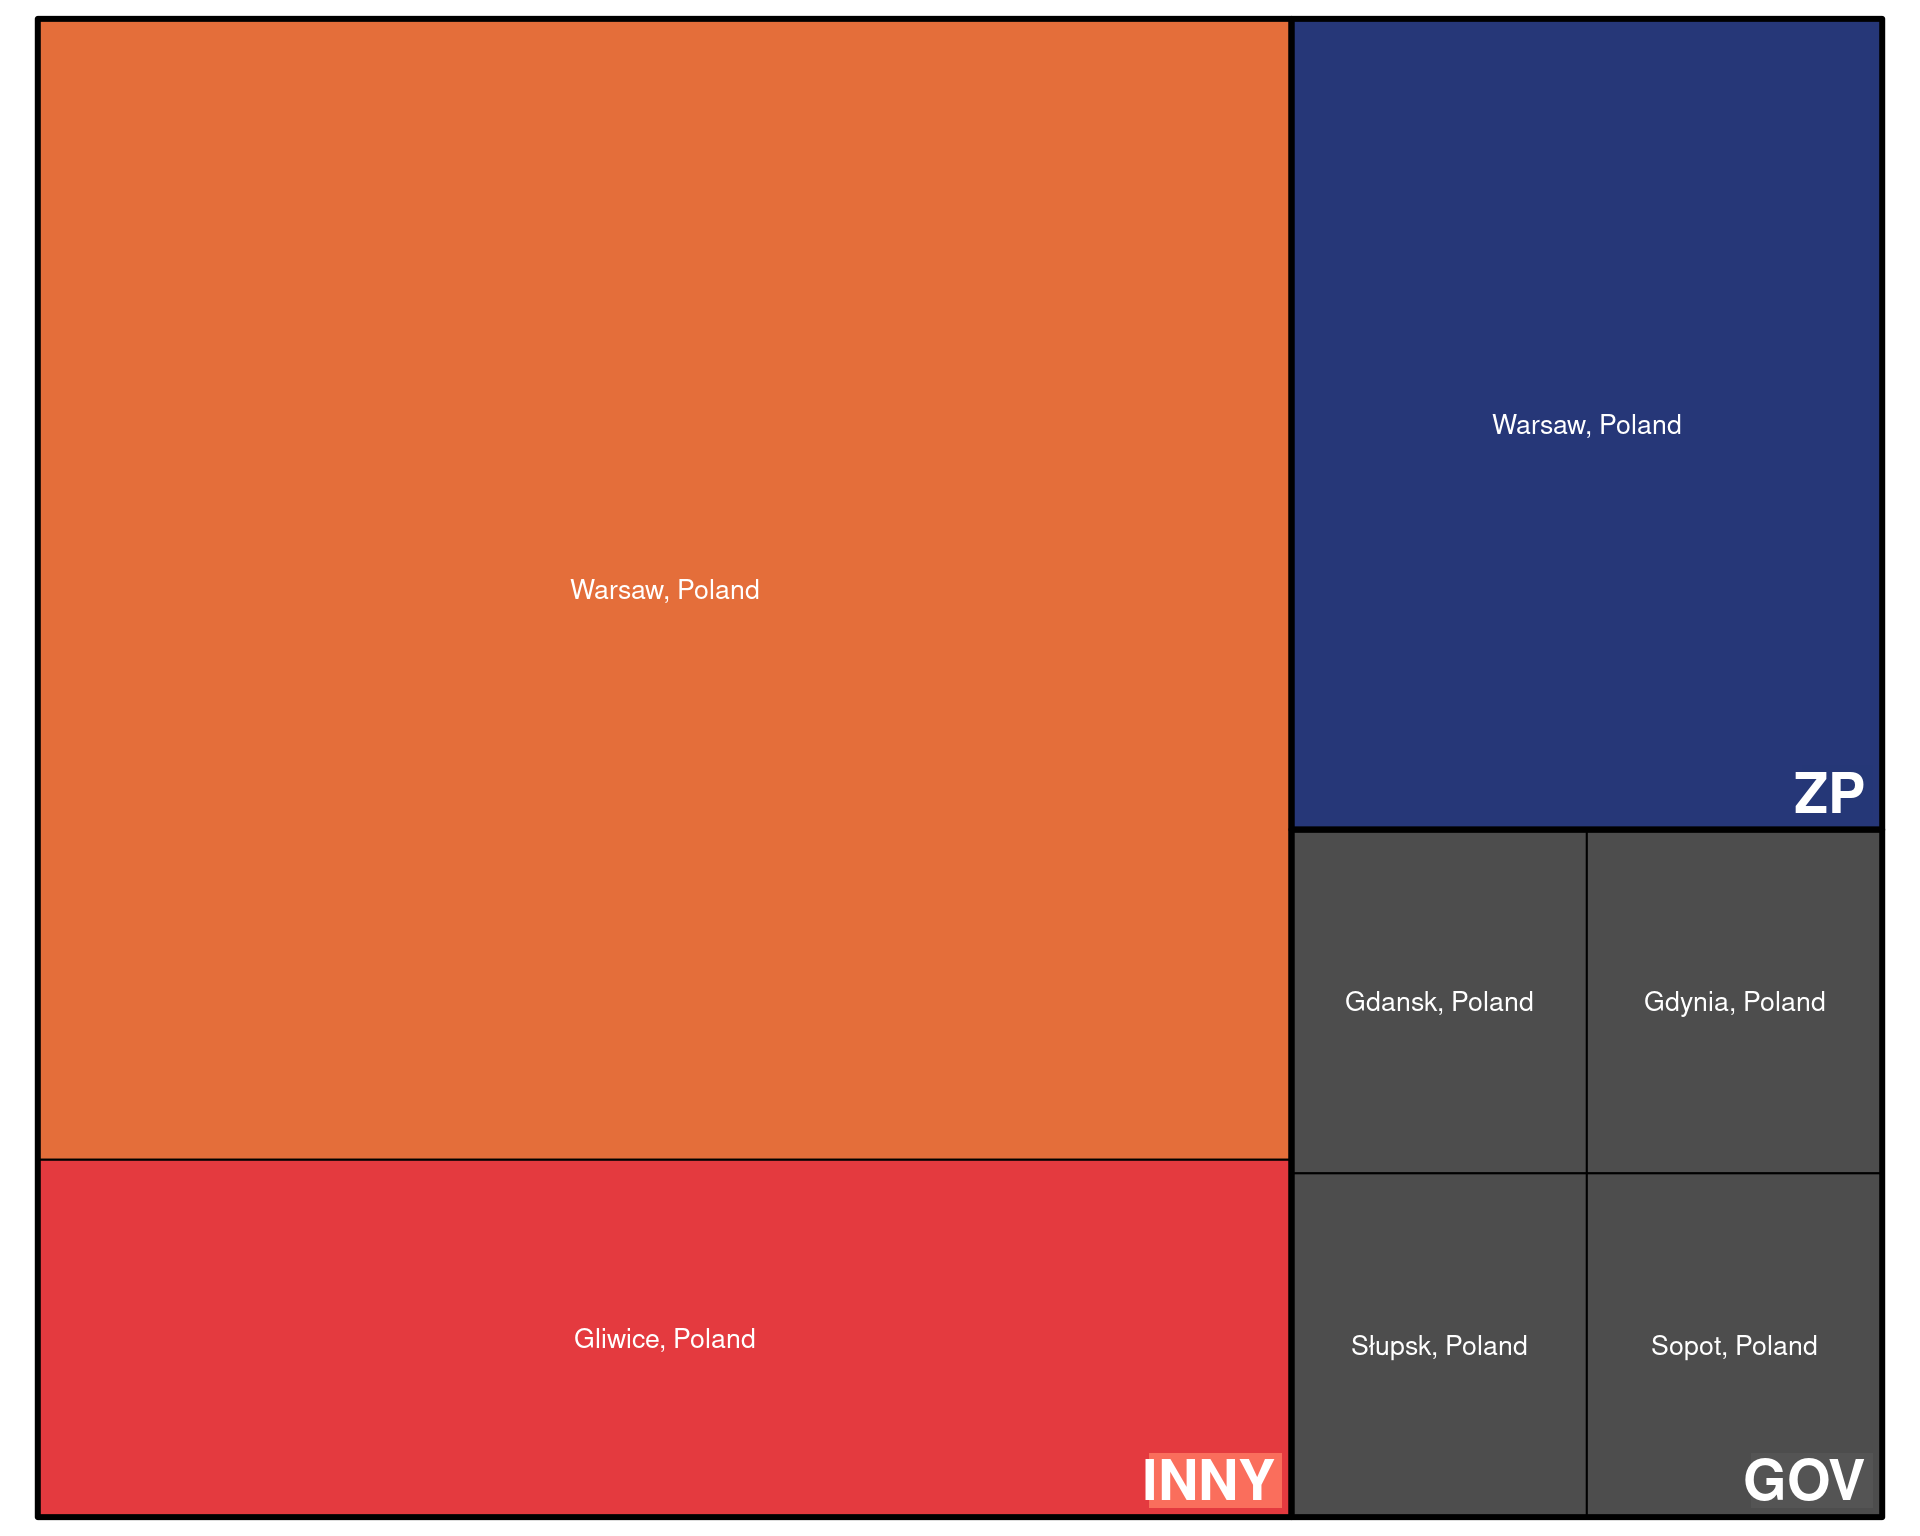 Warsaw, Poland
Gliwice, Poland
INNY
Warsaw, Poland
ZP
Gdansk, Poland
Gdynia, Poland
Słupsk, Poland
Sopot, Poland
GOV